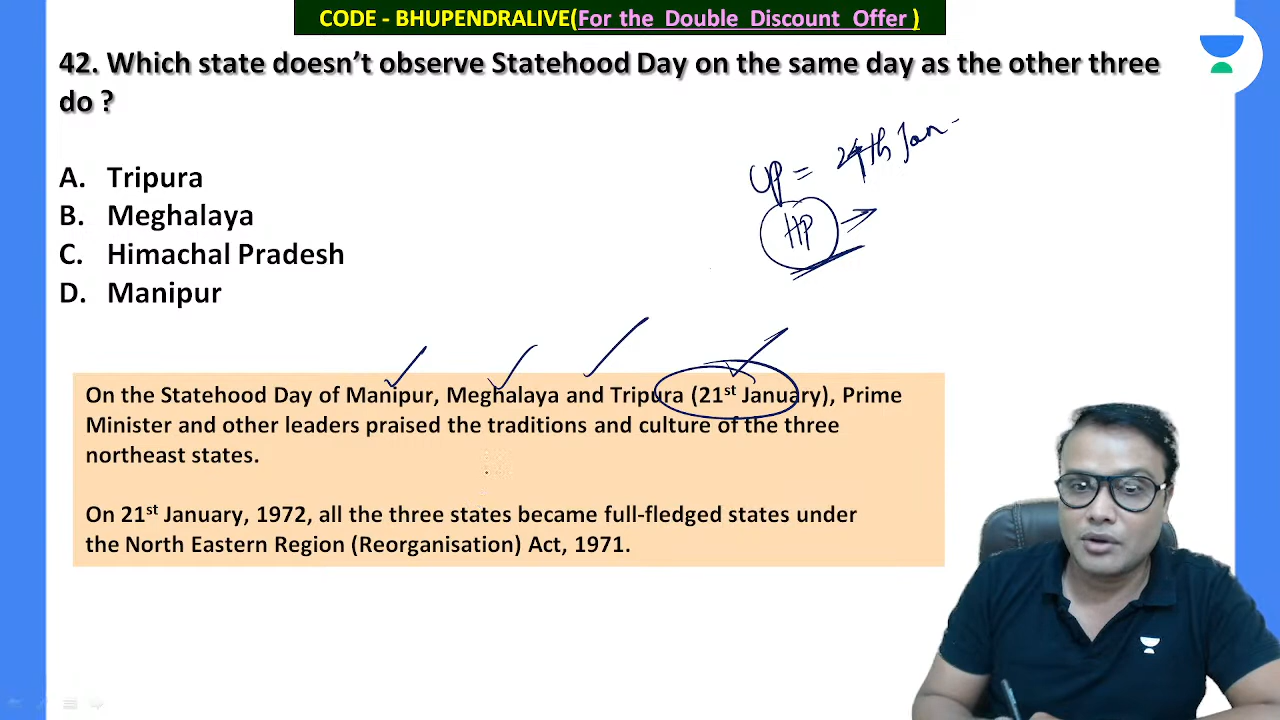 CODE - BHUPENDRALIVE(For the Double Discount Offer )
42. Which state doesn't observe Statehood Day on the same day as the other three
do ?
UP = 24th Jan -
HP
A. Tripura
B. Meghalaya
C. Himachal Pradesh
D. Manipur
On the Statehood Day of Manipur, Meghalaya and Tripura (21st January), Prime
Minister and other leaders praised the traditions and culture of the three
northeast states.
On 21st January, 1972, all the three states became full-fledged states under
the North Eastern Region (Reorganisation) Act, 1971.